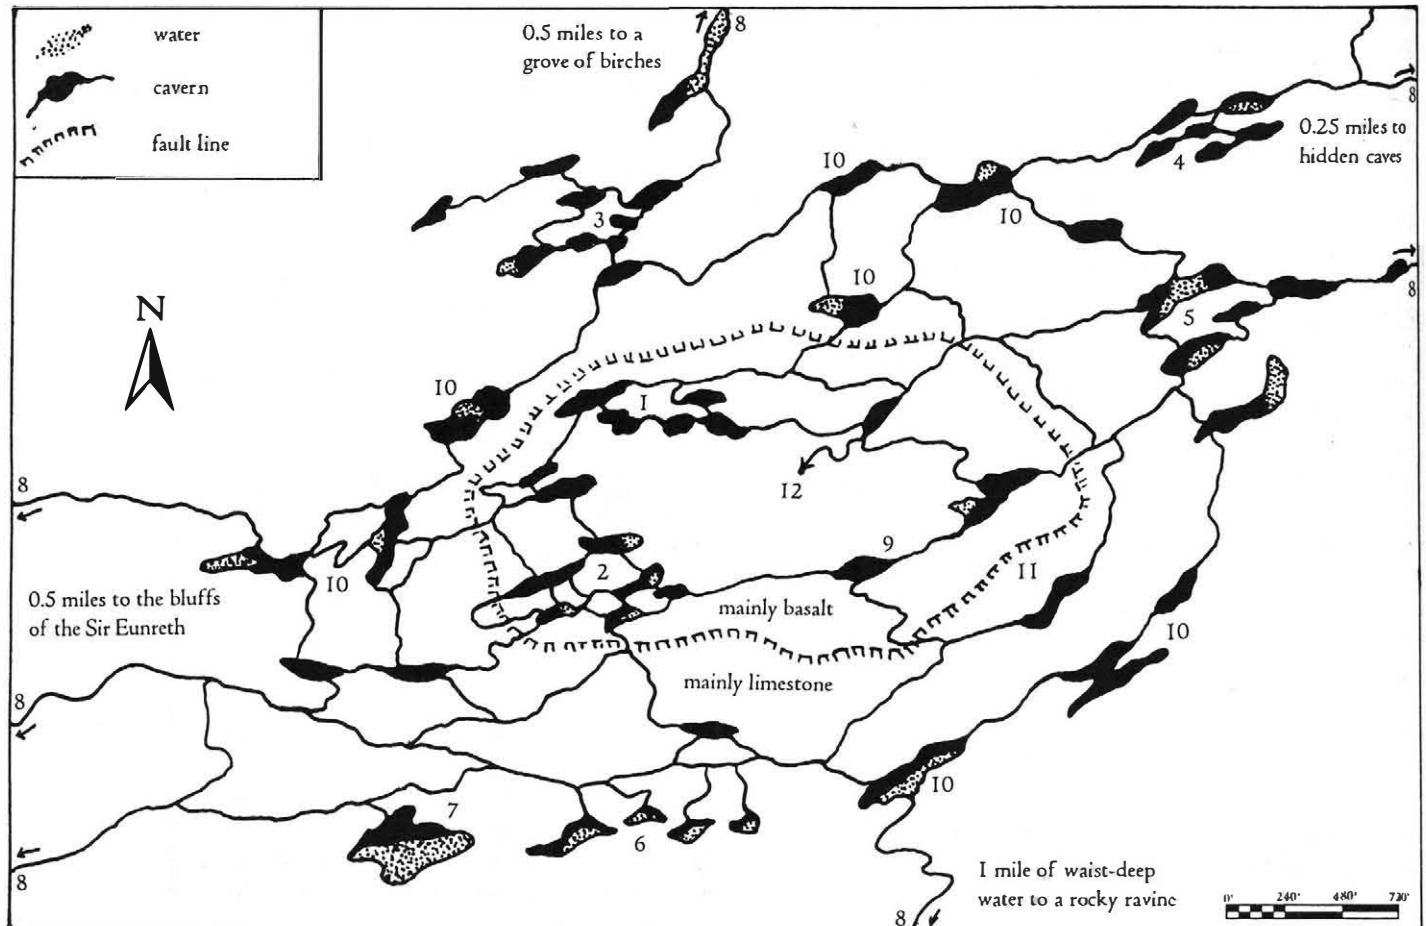 water
cavern
fault line
0.5 miles to a
grove of birches
8
8
0.25 miles to
hidden caves
4
10
10
3
10
8
5
N
10
1
12
8
9
2
11
10
0.5 miles to the bluffs
of the Sir Eunreth
mainly basalt
10
mainly limestone
8
10
7
6
8
1 mile of waist-deep
water to a rocky ravine
8
0' 240' 480' 720'